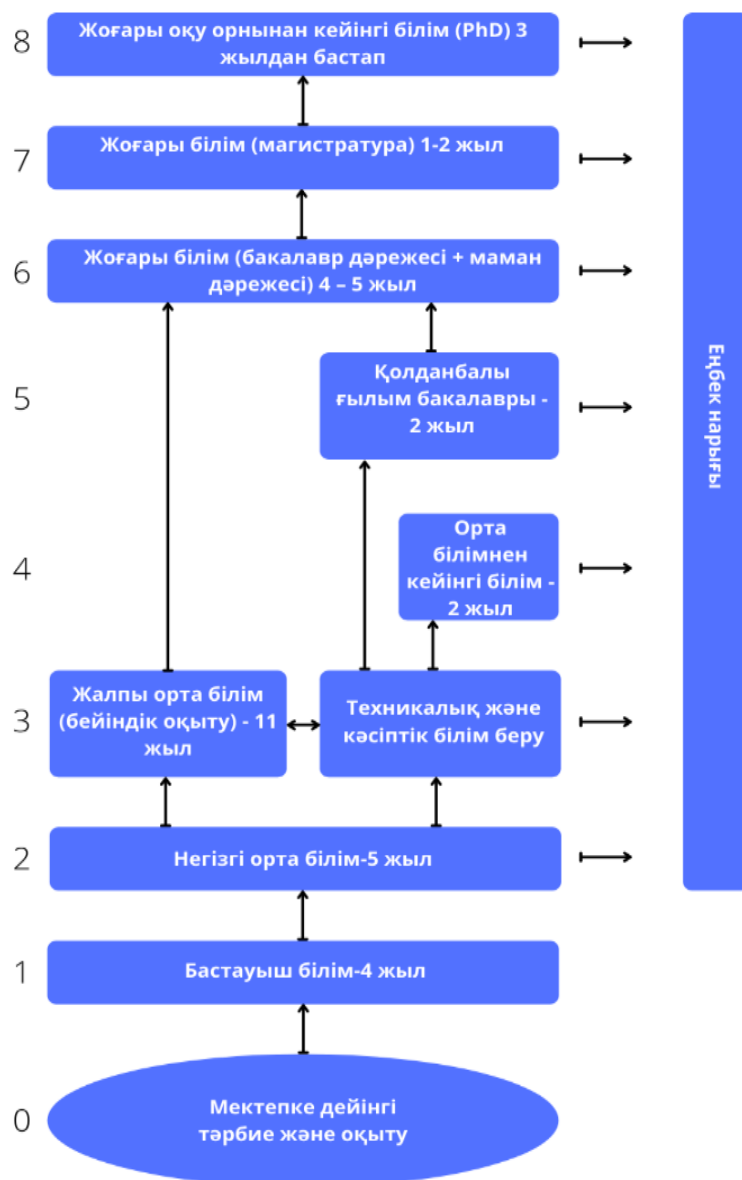 8
Жоғары оқу орнынан кейінгі білім (PhD) 3
жылдан бастап
7
Жоғары білім (магистратура) 1-2 жыл
6
Жоғары білім (бакалавр дәрежесі + маман
дәрежесі) 4 – 5 жыл
5
Қолданбалы
ғылым бакалавры -
2 жыл
4
Орта
білімнен
кейінгі білім -
2 жыл
3
Жалпы орта білім
(бейіндік оқыту) - 11
жыл
Техникалық және
кәсіптік білім беру
2
Негізгі орта білім-5 жыл
1
Бастауыш білім-4 жыл
0
Мектепке дейінгі
тәрбие және оқыту
Еңбек нарығы